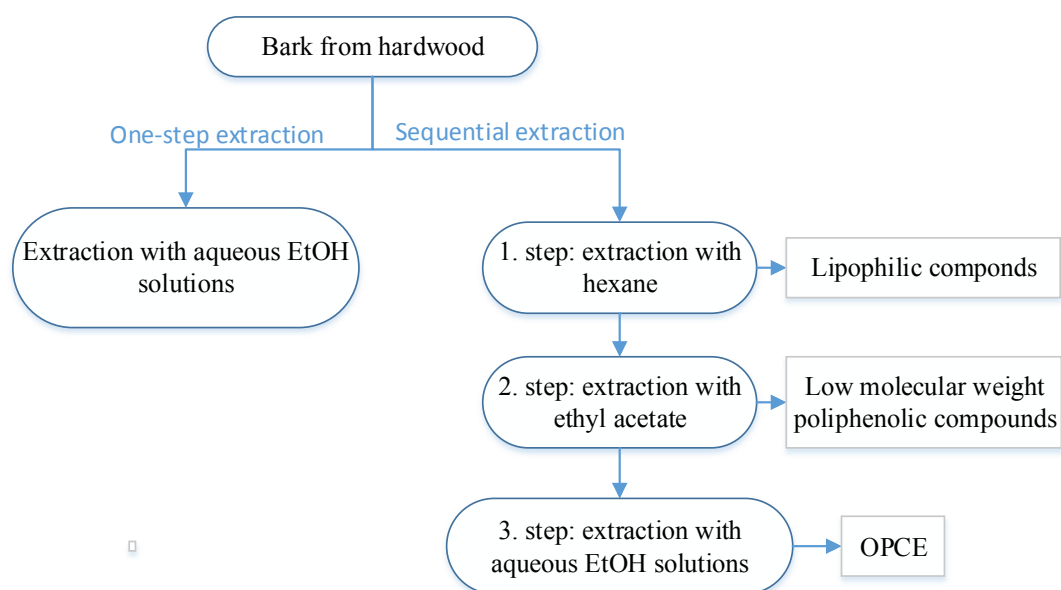 Bark from hardwood
One-step extraction
Sequential extraction
Extraction with aqueous EtOH
solutions
1. step: extraction with
hexane
Lipophilic componds
2. step: extraction with
ethyl acetate
Low molecular weight
poliphenolic compounds
3. step: extraction with
aqueous EtOH solutions
OPCE